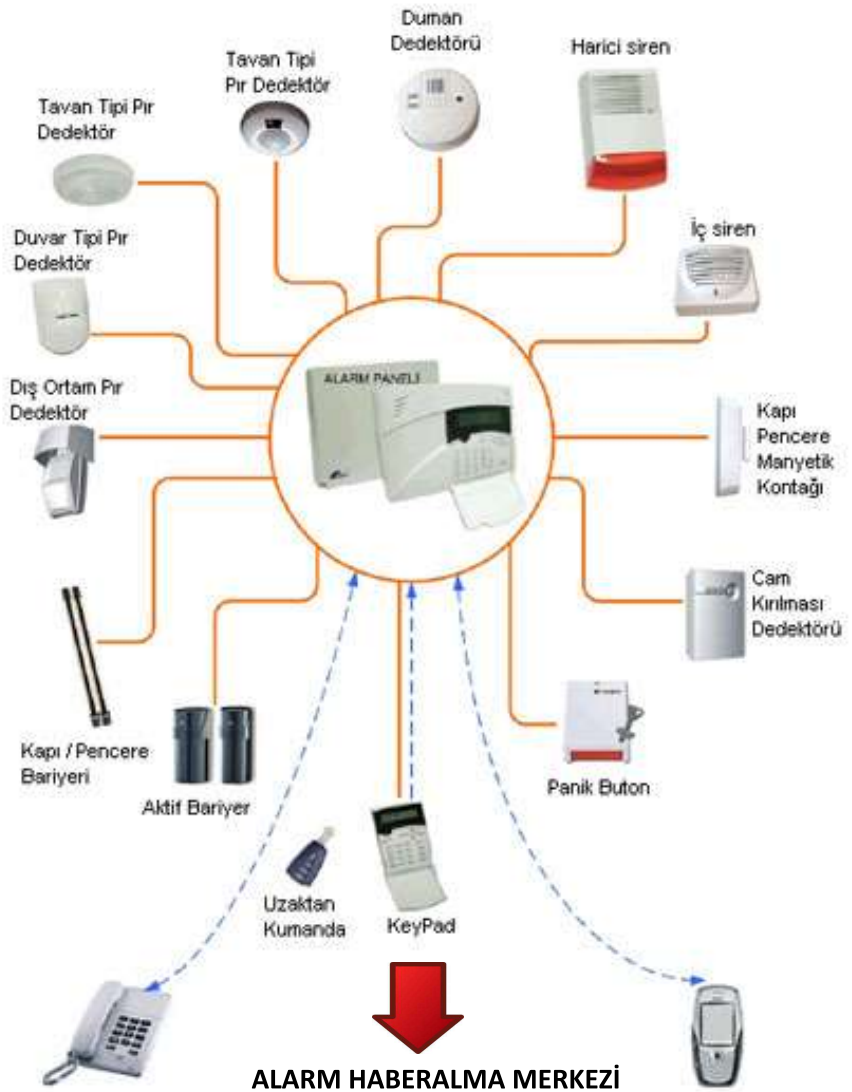 Duman
Dedektörü
Harici siren
Tavan Tipi
Pır Dedektör
Tavan Tipi Pır
Dedektör
İç siren
Duvar Tipi Pır
Dedektör
ALARM PANELİ
Dış Ortam Pır
Dedektör
Kapı
Pencere
Manyetik
Kontağı
Cam
Kırılması
Dedektörü
Kapı / Pencere
Bariyeri
Aktif Bariyer
Panik Buton
Uzaktan
Kumanda
KeyPad
ALARM HABERALMA MERKEZİ